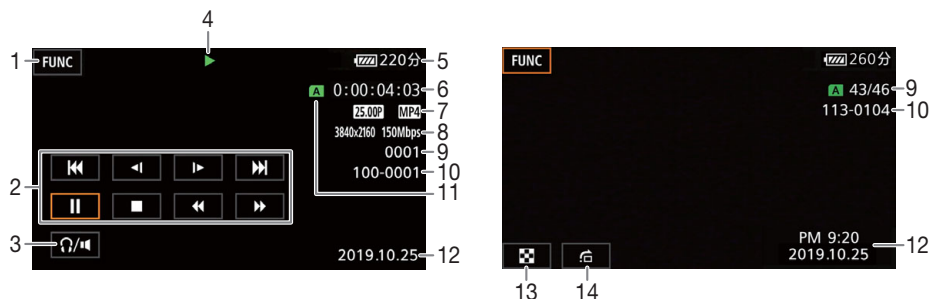 4
1 FUNC 220分 5
A 0:00:04:03 6
25.00P MP4 7
3840x2160 150Mbps 8
0001 9
2 100-0001 10
11
3
2019.10.25 12
FUNC 260分
A 43/46 9
113-0104 10
PM 9:20
2019.10.25 12
13 14